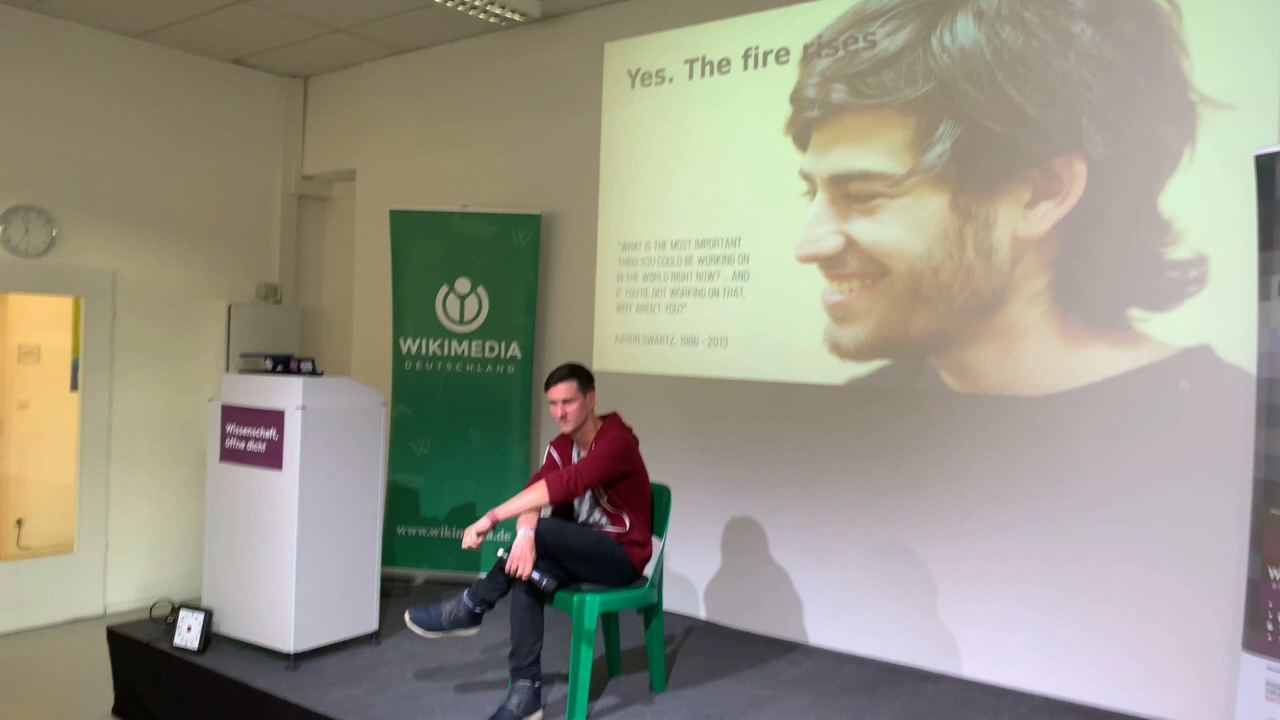 Yes. The fire rises
"WHAT IS THE MOST IMPORTANT
THING YOU COULD BE WORKING ON
IN THE WORLD RIGHT NOW? ... AND
IF YOU'RE NOT WORKING ON THAT,
WHY AREN'T YOU?"
AARON SWARTZ, 1986 - 2013
WIKIMEDIA
DEUTSCHLAND
Wissenschaft,
öffne dich!